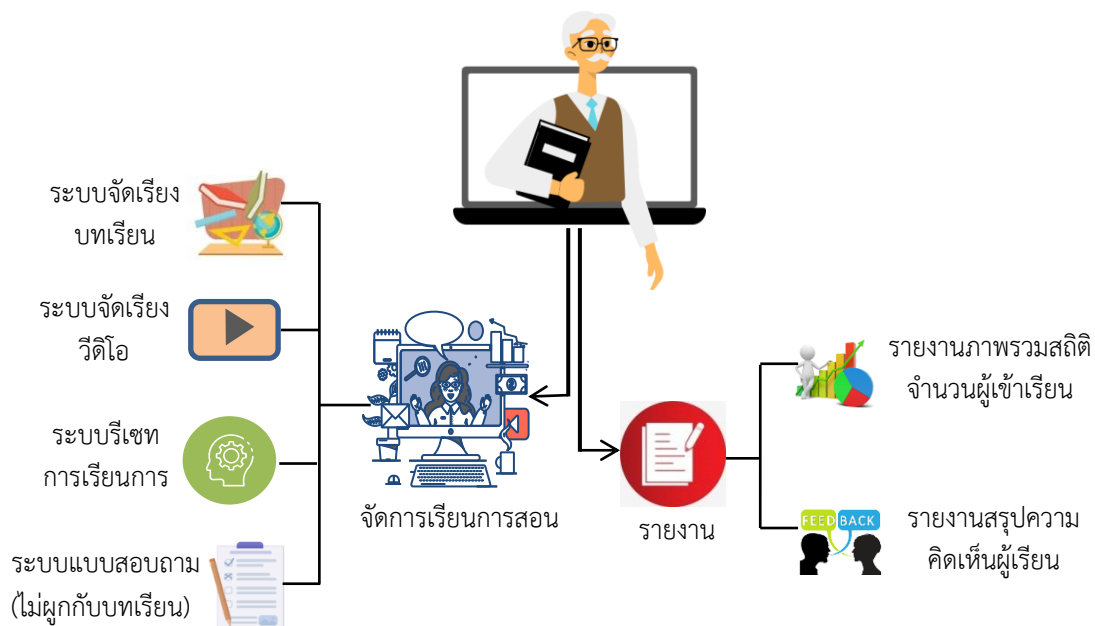 ระบบจัดเรียง
บทเรียน
ระบบจัดเรียง
วีดิโอ
ระบบรีเซท
การเรียนการ
ระบบแบบสอบถาม
(ไม่ผูกกับบทเรียน)
จัดการเรียนการสอน
รายงาน
รายงานภาพรวมสถิติ
จำนวนผู้เข้าเรียน
FEED BACK
รายงานสรุปความ
คิดเห็นผู้เรียน